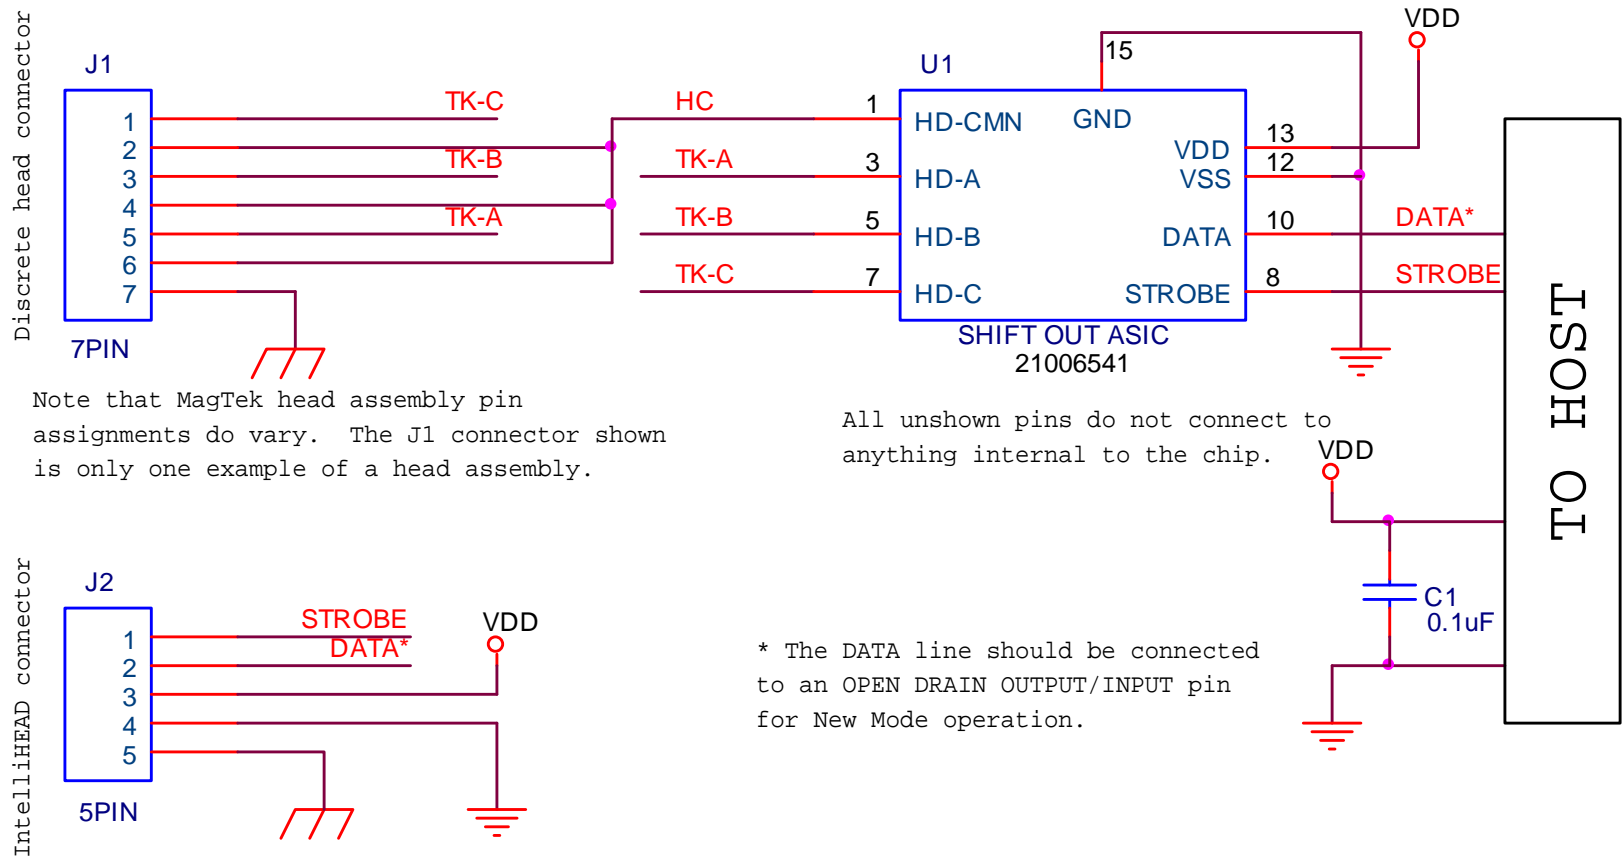 Discrete head connector
J1
1
2
3
4
5
6
7
7PIN
TK-C
TK-B
TK-A
HC
TK-A
TK-B
TK-C
U1
1
3
5
7
HD-CMN
HD-A
HD-B
HD-C
15
GND
VDD
VSS
DATA
STROBE
13
12
10
8
SHIFT OUT ASIC
21006541
VDD
DATA*
STROBE
TO HOST
Note that MagTek head assembly pin
assignments do vary. The J1 connector shown
is only one example of a head assembly.
All unshown pins do not connect to
anything internal to the chip.
VDD
C1
0.1uF
IntelliHEAD connector
J2
1
2
3
4
5
5PIN
STROBE
DATA*
VDD
* The DATA line should be connected
to an OPEN DRAIN OUTPUT/INPUT pin
for New Mode operation.